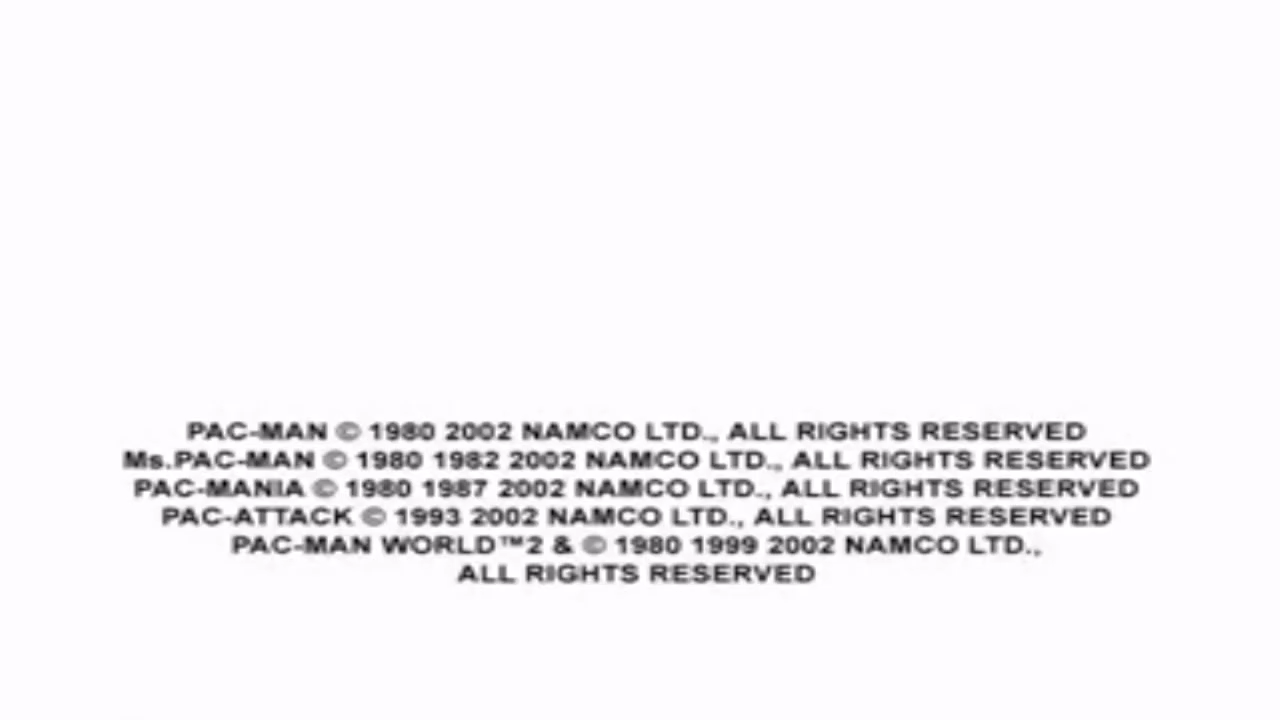 PAC-MAN © 1980 2002 NAMCO LTD., ALL RIGHTS RESERVED
Ms.PAC-MAN © 1980 1982 2002 NAMCO LTD., ALL RIGHTS RESERVED
PAC-MANIA © 1980 1987 2002 NAMCO LTD., ALL RIGHTS RESERVED
PAC-ATTACK © 1993 2002 NAMCO LTD., ALL RIGHTS RESERVED
PAC-MAN WORLD™2 & © 1980 1999 2002 NAMCO LTD.,
ALL RIGHTS RESERVED